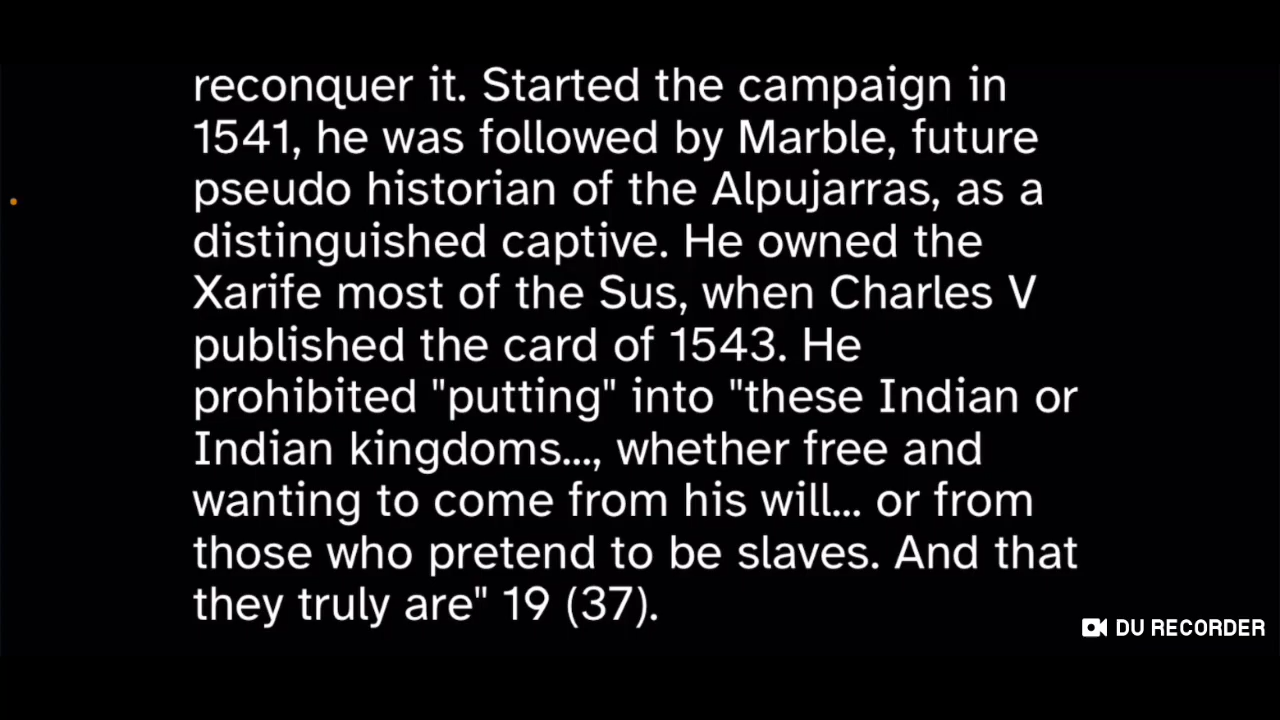 reconquer it. Started the campaign in
1541, he was followed by Marble, future
pseudo historian of the Alpujarras, as a
distinguished captive. He owned the
Xarife most of the Sus, when Charles V
published the card of 1543. He
prohibited "putting" into "these Indian or
Indian kingdoms..., whether free and
wanting to come from his will... or from
those who pretend to be slaves. And that
they truly are" 19 (37).
DU RECORDER